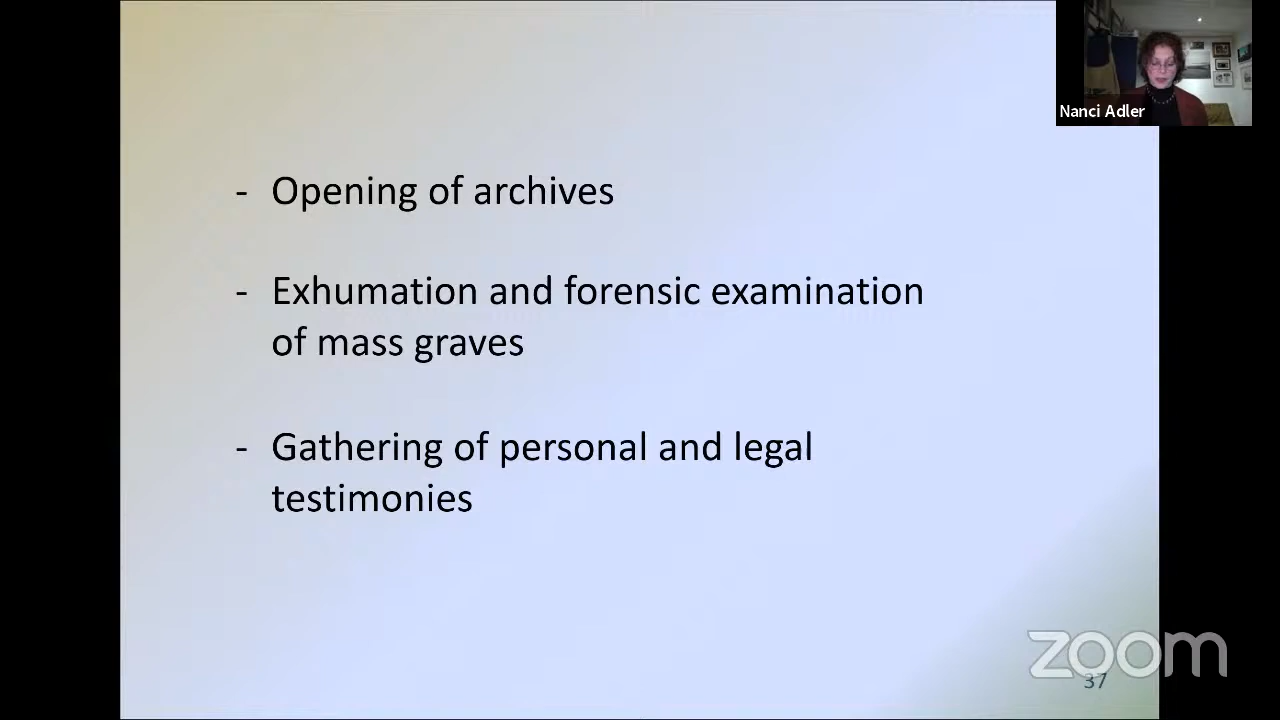 Nanci Adler
- Opening of archives
- Exhumation and forensic examination
of mass graves
- Gathering of personal and legal
testimonies
zoom
37